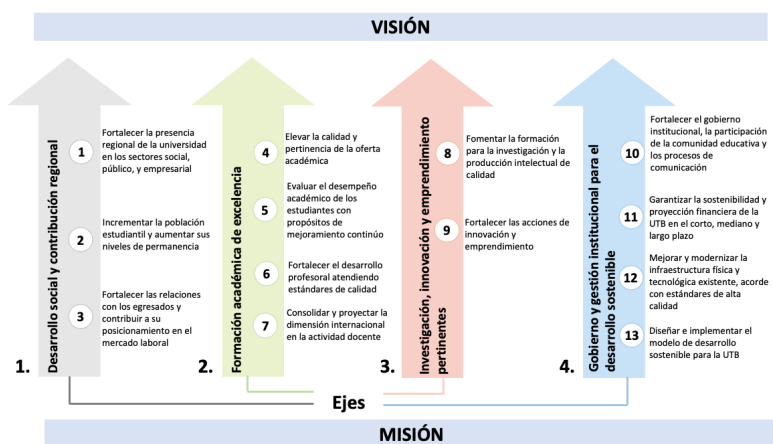 VISIÓN
1.
Desarrollo social y contribución regional
1
Fortalecer la presencia
regional de la universidad
en los sectores social,
público, y empresarial
2
Incrementar la población
estudiantil y aumentar sus
niveles de permanencia
3
Fortalecer las relaciones
con los egresados y
contribuir a su
posicionamiento en el
mercado laboral
2.
Formación académica de excelencia
4
Elevar la calidad y
pertinencia de la oferta
académica
5
Evaluar el desempeño
académico de los
estudiantes con
propósitos de
mejoramiento continúo
6
Fortalecer el desarrollo
profesoral atendiendo
estándares de calidad
7
Consolidar y proyectar la
dimensión internacional
en la actividad docente
3.
Investigación, innovación y emprendimiento
pertinentes
8
Fomentar la formación
para la investigación y la
producción intelectual de
calidad
9
Fortalecer las acciones de
innovación y
emprendimiento
4.
Gobierno y gestión institucional para el
desarrollo sostenible
10
Fortalecer el gobierno
institucional, la participación
de la comunidad educativa y
los procesos de
comunicación
11
Garantizar la sostenibilidad y
proyección financiera de la
UTB en el corto, mediano y
largo plazo
12
Mejorar y modernizar la
infraestructura física y
tecnológica existente, acorde
con estándares de alta
calidad
13
Diseñar e implementar el
modelo de desarrollo
sostenible para la UTB
Ejes
MISIÓN